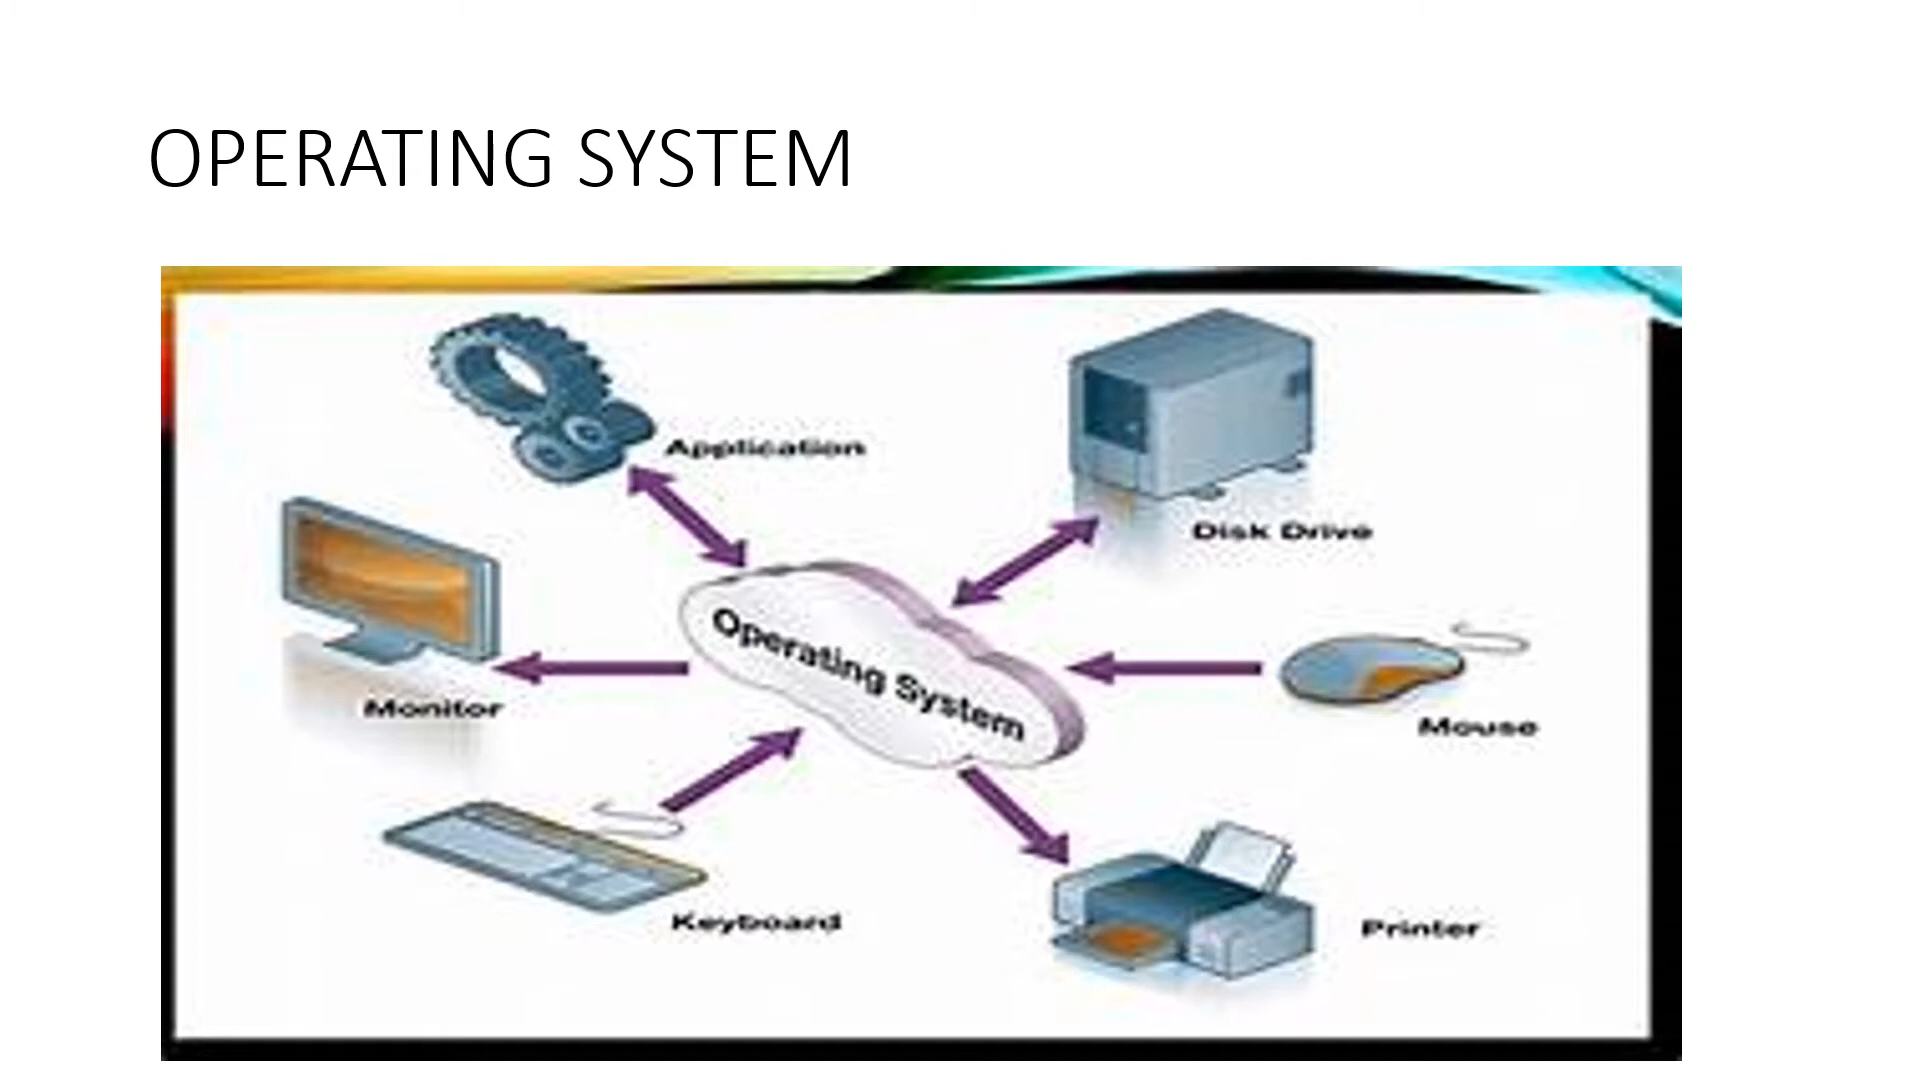 OPERATING SYSTEM
Application
Disk Drive
Operating System
Monitor
Mouse
Keyboard
Printer